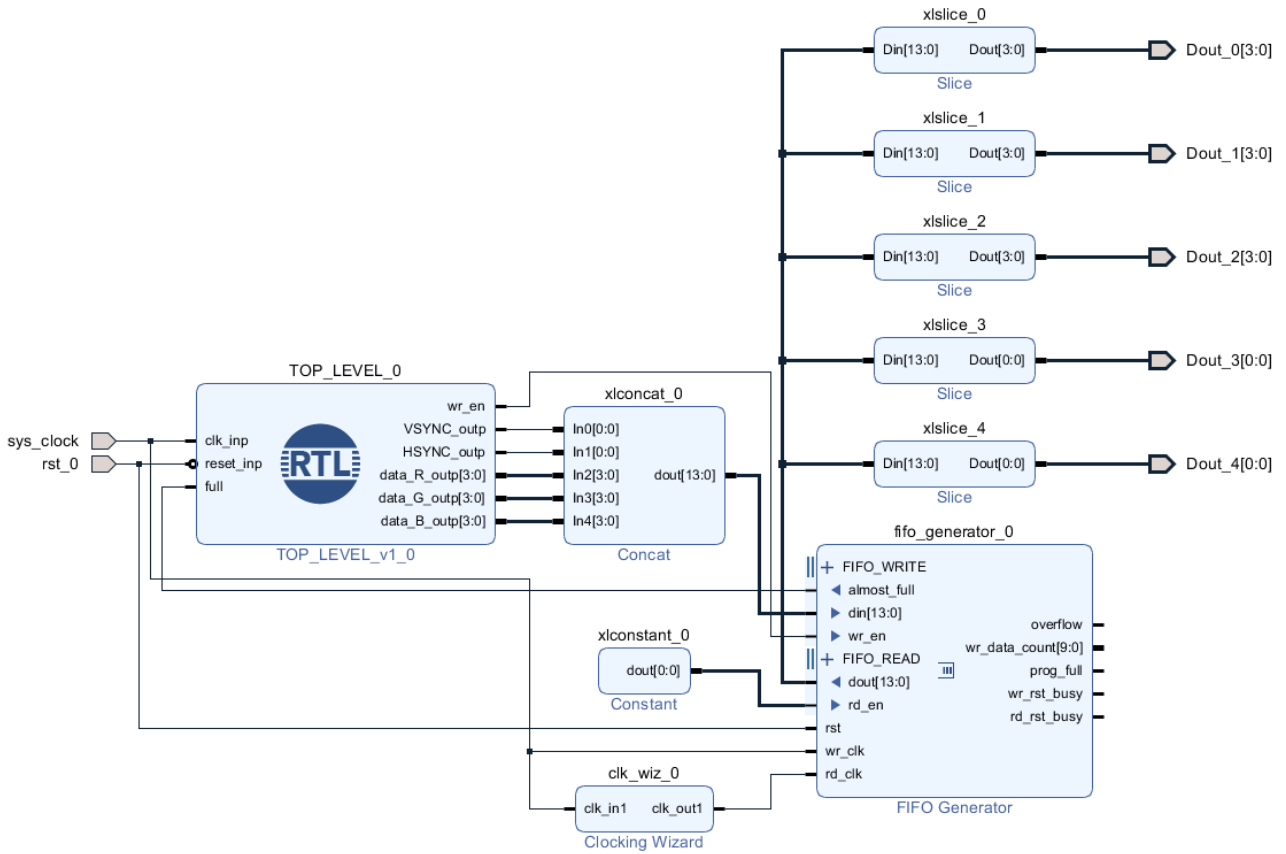 xlslice_0
Din[13:0] Dout[3:0]
Dout_0[3:0]
Slice
xlslice_1
Din[13:0] Dout[3:0]
Dout_1[3:0]
Slice
xlslice_2
Din[13:0] Dout[3:0]
Dout_2[3:0]
Slice
xlslice_3
Din[13:0] Dout[0:0]
Dout_3[0:0]
Slice
xlslice_4
Din[13:0] Dout[0:0]
Dout_4[0:0]
Slice
sys_clock
rst_0
TOP_LEVEL_0
clk_inp
reset_inp
full
RTL
wr_en
VSYNC_outp
HSYNC_outp
data_R_outp[3:0]
data_G_outp[3:0]
data_B_outp[3:0]
TOP_LEVEL_v1_0
xlconcat_0
In0[0:0]
In1[0:0]
In2[3:0]
In3[3:0]
In4[3:0]
dout[13:0]
Concat
xlconstant_0
dout[0:0]
Constant
clk_wiz_0
clk_in1 clk_out1
Clocking Wizard
fifo_generator_0
FIFO_WRITE
almost_full
din[13:0]
wr_en
FIFO_READ
dout[13:0]
rd_en
rst
wr_clk
rd_clk
overflow
wr_data_count[9:0]
prog_full
wr_rst_busy
rd_rst_busy
FIFO Generator